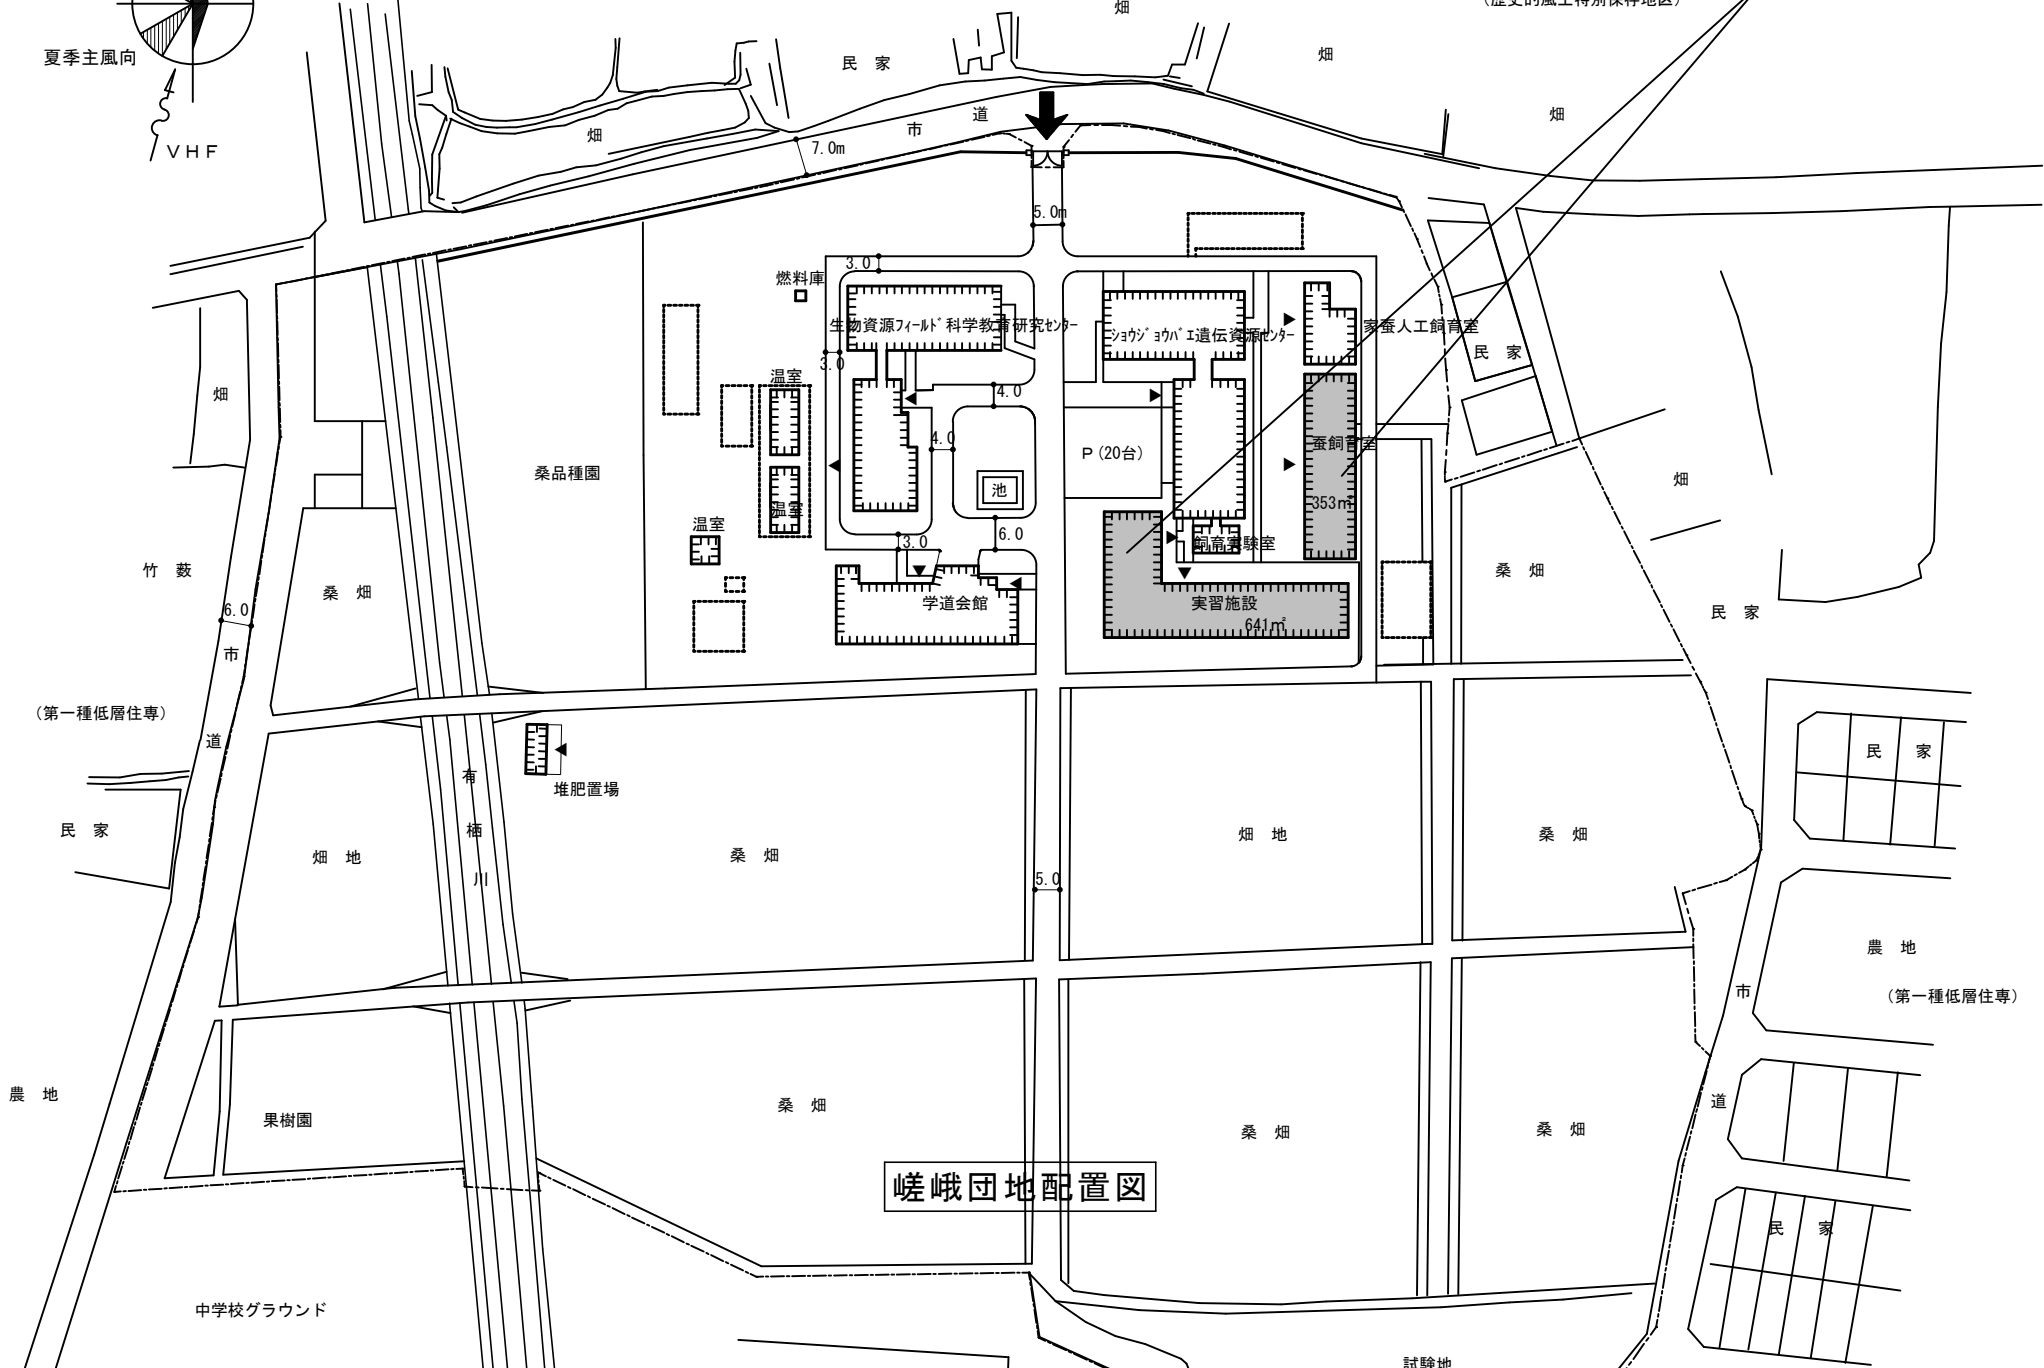 畑
（歴史的風土特別保存地区）
夏季主風向
民　家
畑
畑
市
道
畑
ＶＨＦ
7.0m
5.0m
3.0
燃料庫
生物資源ﾌｨｰﾙﾄﾞ科学教育研究ｾﾝﾀｰ
ｼｮｳｼﾞｮｳﾊﾞｴ遺伝資源ｾﾝﾀｰ
家蚕人工飼育室
民　家
3.0
温室
畑
4.0
4.0
P（20台）
蚕飼育室
桑品種園
池
畑
353㎡
温室
温室
6.0
3.0
飼育実験室
竹薮
桑　畑
桑　畑
学道会館
実習施設
641㎡
6.0
民　家
市
（第一種低層住専）
道
民　家
有
堆肥置場
民　家
栖
畑　地
桑　畑
畑　地
桑　畑
川
5.0
農　地
市
（第一種低層住専）
農　地
果樹園
桑　畑
桑　畑
桑　畑
道
嵯峨団地配置図
民　家
中学校グラウンド
試験地